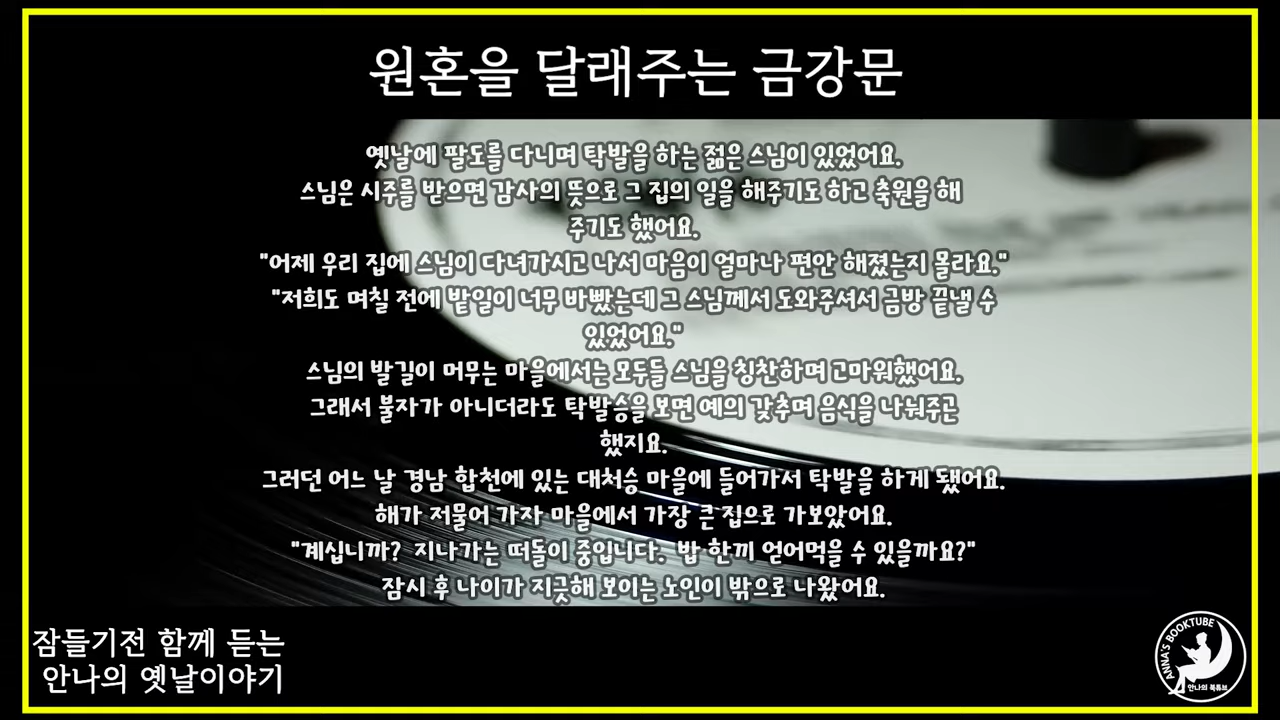 원혼을 달래주는 금강문
옛날에 팔도를 다니며 탁발을 하는 젊은 스님이 있었어요.
스님은 시주를 받으면 감사의 뜻으로 그 집의 일을 해주기도 하고 축원을 해
주기도 했어요.
"어제 우리 집에 스님이 다녀가시고 나서 마음이 얼마나 편안 해졌는지 몰라요."
"저희도 며칠 전에 밭일이 너무 바빴는데 그 스님께서 도와주셔서 금방 끝낼 수
있었어요."
스님의 발길이 머무는 마을에서는 모두들 스님을 칭찬하며 고마워했어요.
그래서 불자가 아니더라도 탁발승을 보면 예의 갖추며 음식을 나눠주곤
했지요.
그러던 어느 날 경남 합천에 있는 대처승 마을에 들어가서 탁발을 하게 됐어요.
해가 저물어 가자 마을에서 가장 큰 집으로 가보았어요.
"계십니까? 지나가는 떠돌이 중입니다. 밥 한끼 얻어먹을 수 있을까요?"
잠시 후 나이가 지긋해 보이는 노인이 밖으로 나왔어요.
잠들기전 함께 듣는
안나의 옛날이야기
ANNA'S BOOKTUBE
안나의 북튜브